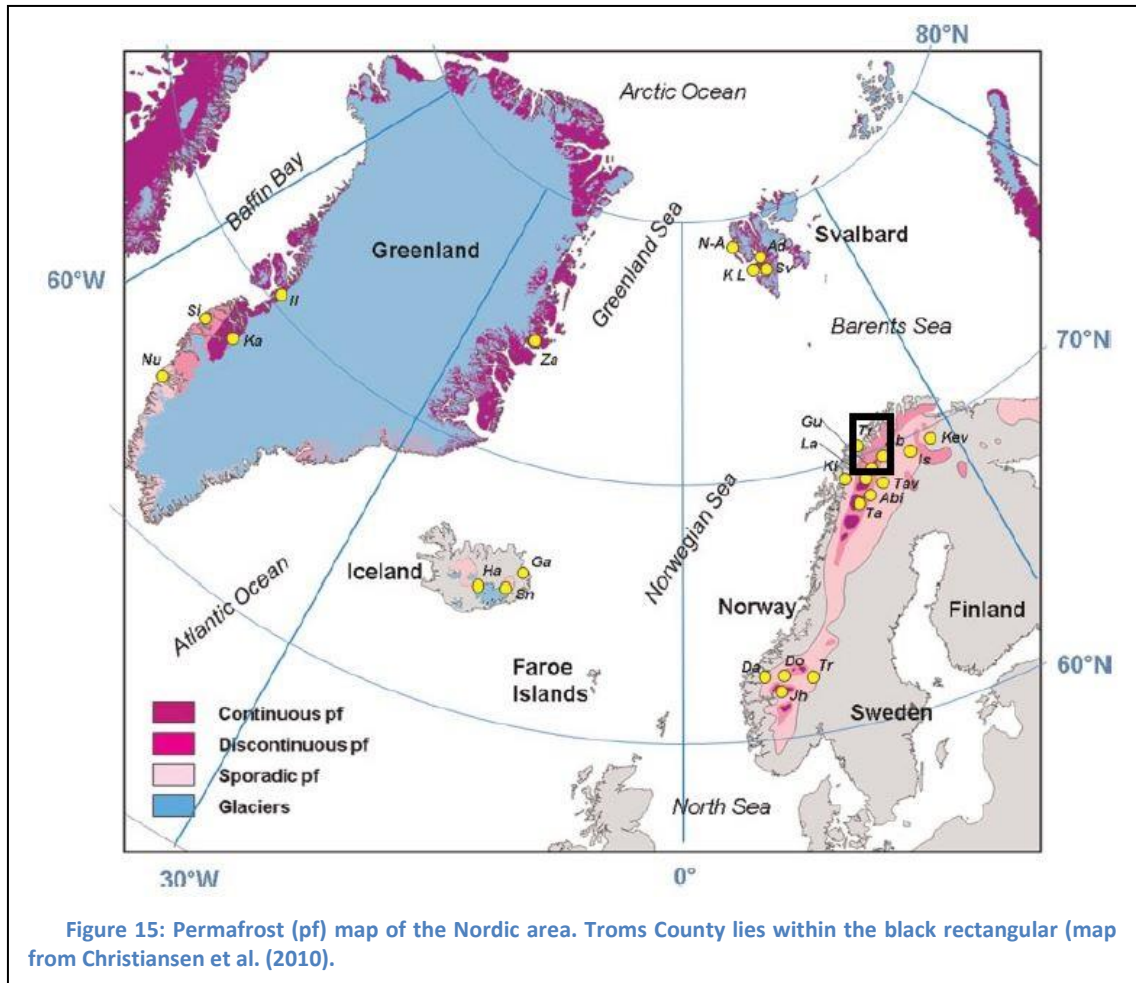 80°N
Arctic Ocean
Baffin Bay
Greenland
Greenland Sea
Svalbard
N-Å
Ad
K L
Sv
60°W
Si
Il
Ka
Nu
Za
Barents Sea
70°N
Gu
Tr
La
b
Kev
Is
Kl
Tav
Abi
Ta
Norwegian Sea
Iceland
Ha
Ga
Sn
Atlantic Ocean
Norway
Finland
Faroe
Islands
Da
Do
Tr
60°N
Jh
Sweden
Continuous pf
Discontinuous pf
Sporadic pf
Glaciers
North Sea
30°W
0°
Figure 15: Permafrost (pf) map of the Nordic area. Troms County lies within the black rectangular (map
from Christiansen et al. (2010).